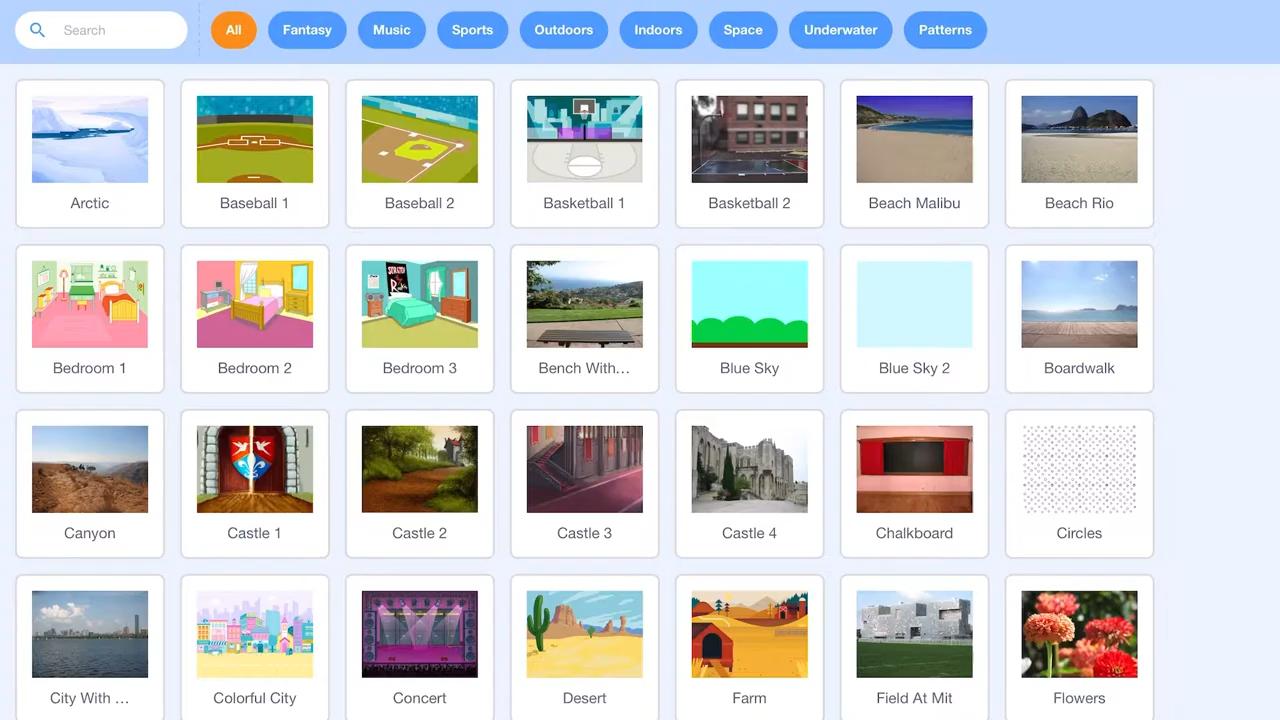 Search
All
Fantasy
Music
Sports
Outdoors
Indoors
Space
Underwater
Patterns
Arctic
Baseball 1
Baseball 2
Basketball 1
Basketball 2
Beach Malibu
Beach Rio
SCRATCH
Bedroom 1
Bedroom 2
Bedroom 3
Bench With...
Blue Sky
Blue Sky 2
Boardwalk
Canyon
Castle 1
Castle 2
Castle 3
Castle 4
Chalkboard
Circles
City With ...
Colorful City
Concert
Desert
Farm
Field At Mit
Flowers